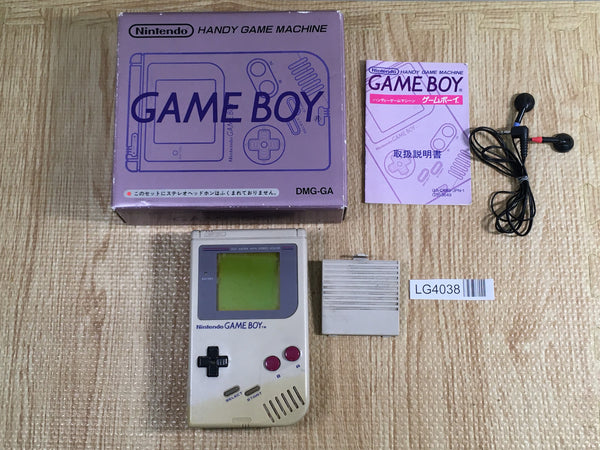 Nintendo HANDY GAME MACHINE
GAME BOY
● このセットにステレオヘッドホンはふくまれておりません。
DMG-GA
Nintendo HANDY GAME MACHINE
GAME BOY
ハンディーゲームマシーン ゲームボーイ
取扱説明書
LG4038
Nintendo GAME BOY
B
A
SELECT
START